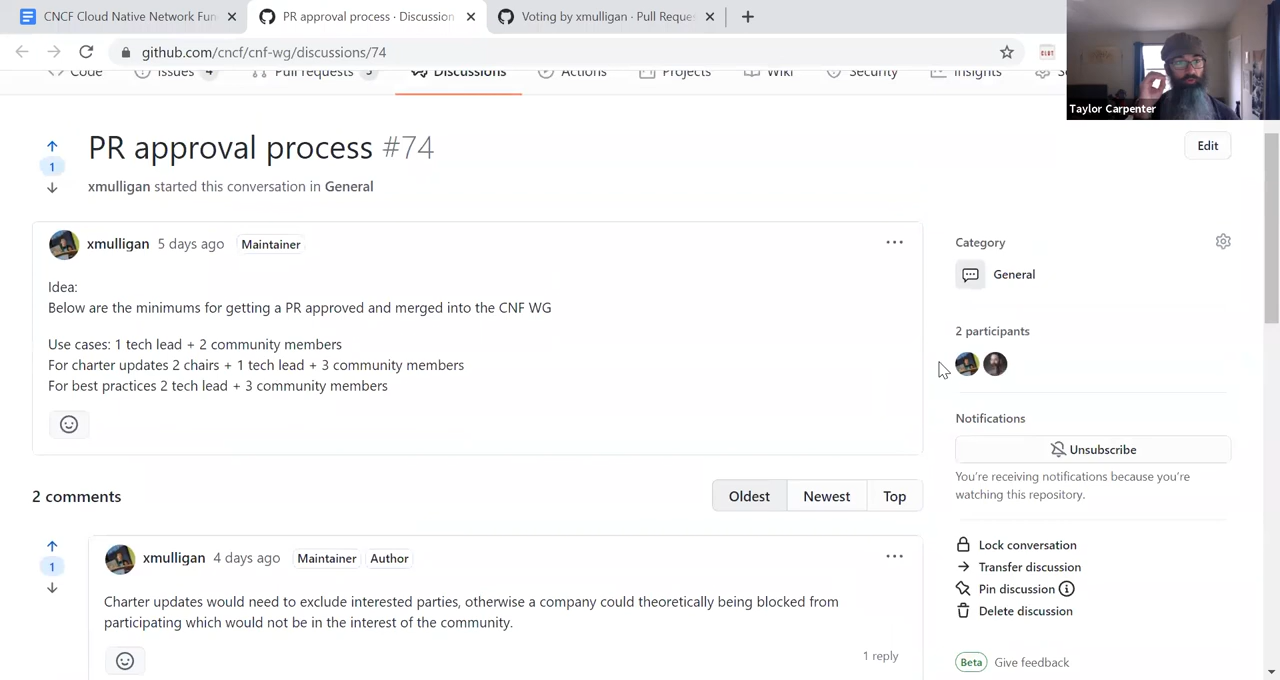 CNCF Cloud Native Network Fun
PR approval process · Discussion
Voting by xmulligan · Pull Reque
github.com/cncf/cnf-wg/discussions/74
Code
Issues 4
Pull requests 5
Discussions
Actions
Projects
Wiki
Security
Insights
Taylor Carpenter
PR approval process #74
Edit
1
xmulligan started this conversation in General
xmulligan 5 days ago Maintainer
Idea:
Below are the minimums for getting a PR approved and merged into the CNF WG
Use cases: 1 tech lead + 2 community members
For charter updates 2 chairs + 1 tech lead + 3 community members
For best practices 2 tech lead + 3 community members
Category
General
2 participants
Notifications
Unsubscribe
You're receiving notifications because you're
watching this repository.
2 comments
Oldest
Newest
Top
1
xmulligan 4 days ago Maintainer Author
Charter updates would need to exclude interested parties, otherwise a company could theoretically being blocked from
participating which would not be in the interest of the community.
1 reply
Lock conversation
Transfer discussion
Pin discussion
Delete discussion
Beta Give feedback